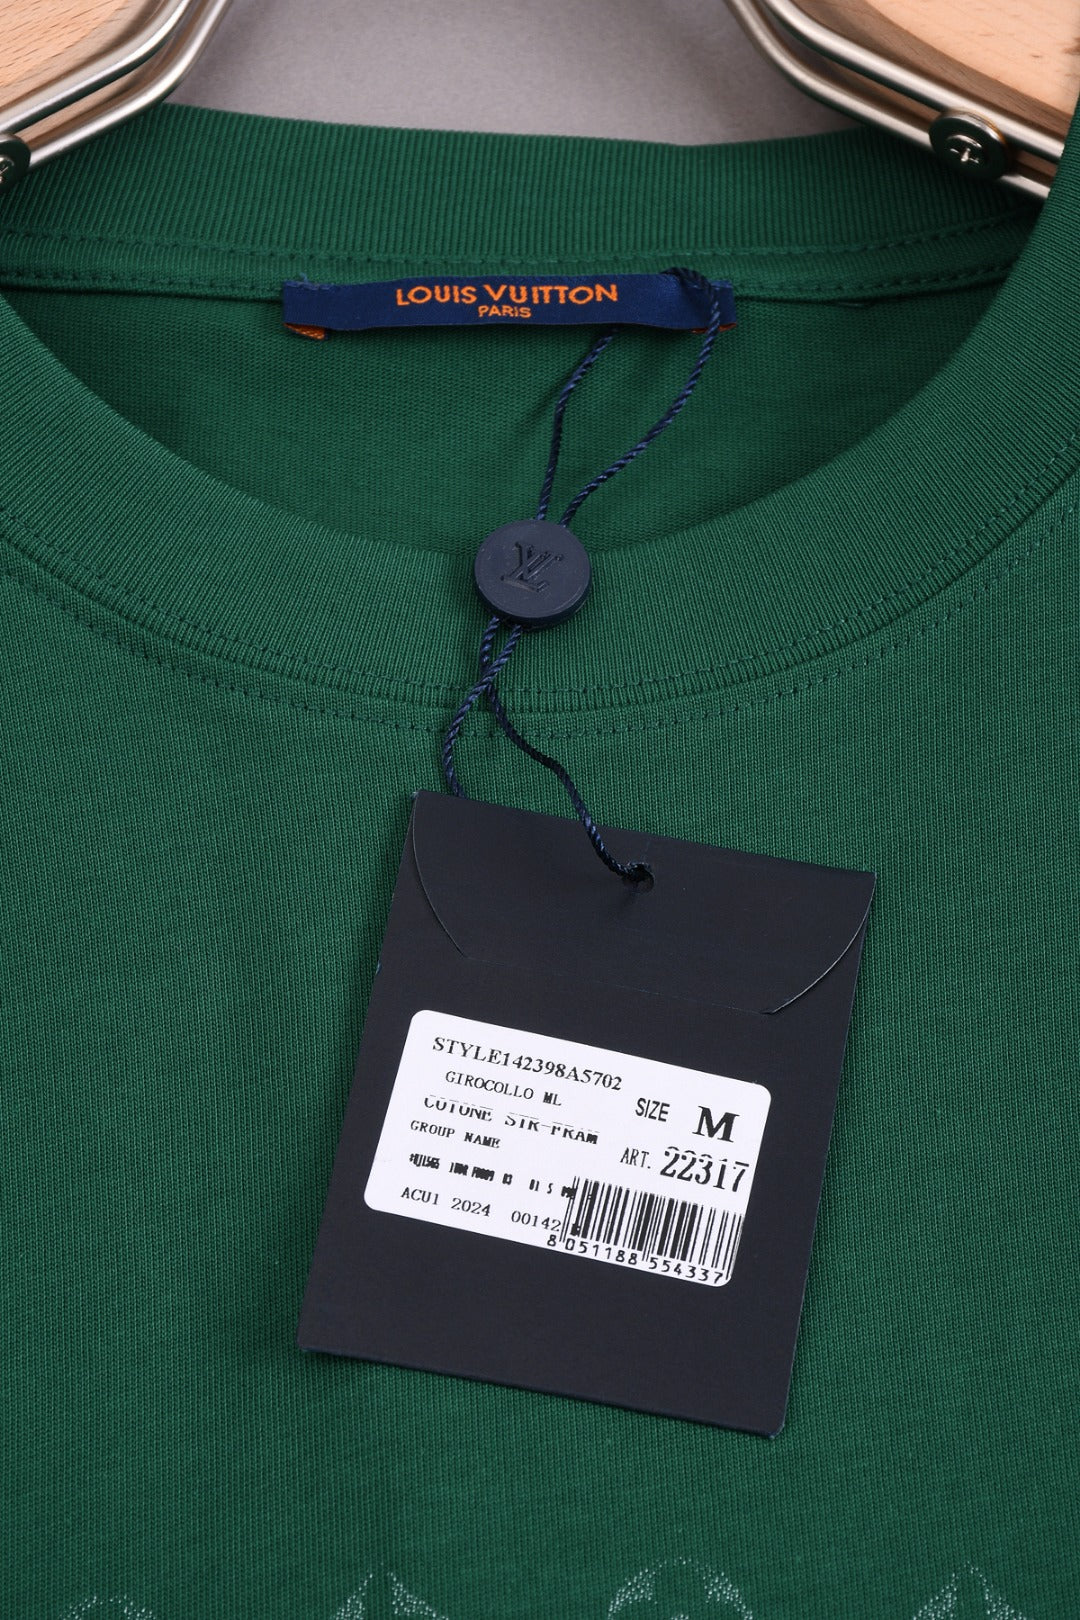 LOUIS VUITTON
PARIS
LV
STYLE142398A5702
GIROCOLLO ML
COTONE STR-FRAM
SIZE M
GROUP NAME
ART. 22317
ACU1 2024 00142
8 051188 554337